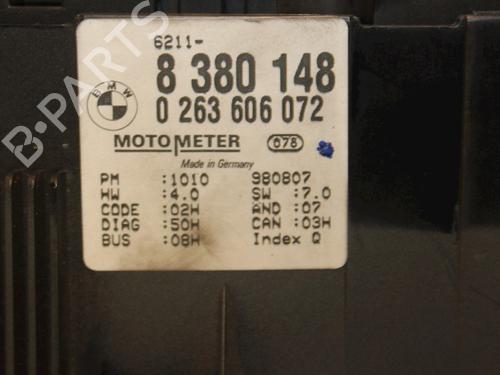 6211-
8 380 148
BMW
0 263 606 072
MOTOMETER 078
Made in Germany
PM :1010 980807
HW :4.0 SW :7.0
CODE :02H AND :07
DIAG :50H CAN :03H
BUS :08H Index Q
B-PARTS